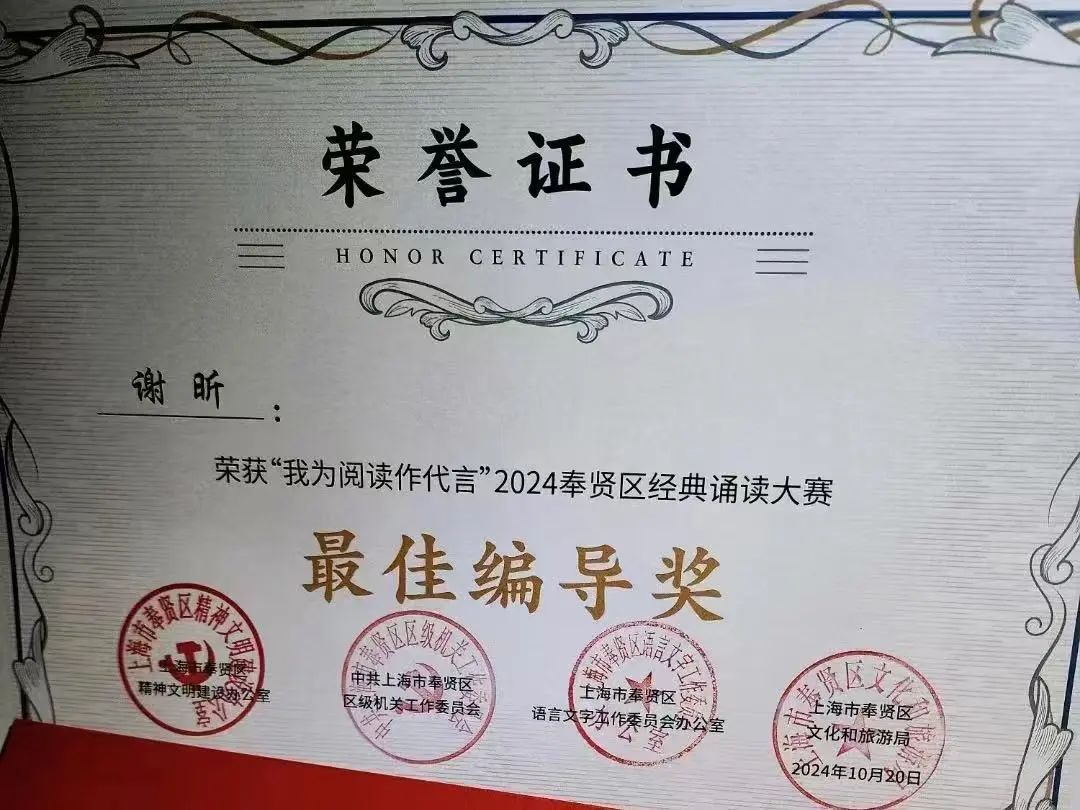 荣誉证书
HONOR CERTIFICATE
谢昕：
荣获“我为阅读作代言”2024奉贤区经典诵读大赛
最佳编导奖
上海市奉贤区
精神文明建设办公室
中共上海市奉贤区
区级机关工作委员会
上海市奉贤区
语言文字工作委员会办公室
上海市奉贤区
文化和旅游局
2024年10月20日